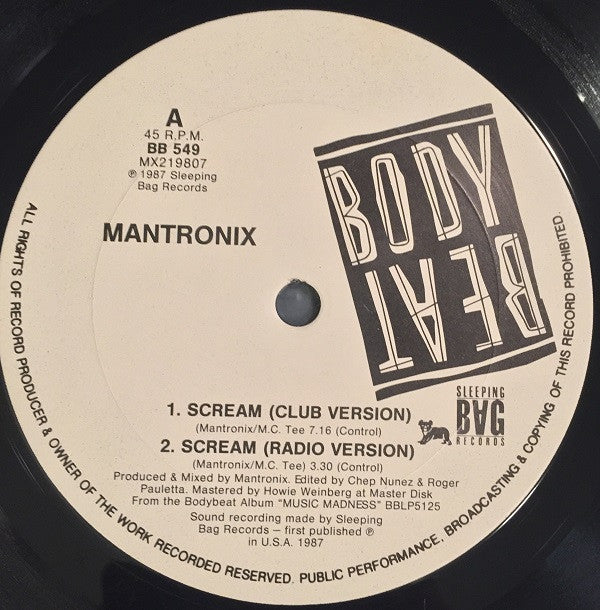 A
45 R.P.M.
BB 549
MX219807
℗ 1987 Sleeping
Bag Records
MANTRONIX
BODY
BEAT
SLEEPING
BAG
RECORDS
1. SCREAM (CLUB VERSION)
(Mantronix/M.C. Tee 7.16 (Control)
2. SCREAM (RADIO VERSION)
(Mantronix/M.C. Tee) 3.30 (Control)
Produced & Mixed by Mantronix. Edited by Chep Nunez & Roger
Pauletta. Mastered by Howie Weinberg at Master Disk
From the Bodybeat Album "MUSIC MADNESS" BBLP5125
Sound recording made by Sleeping
Bag Records – first published ℗
in U.S.A. 1987
ALL RIGHTS OF RECORD PRODUCER & OWNER OF THE WORK RECORDED RESERVED. PUBLIC PERFORMANCE, BROADCASTING & COPYING OF THIS RECORD PROHIBITED.